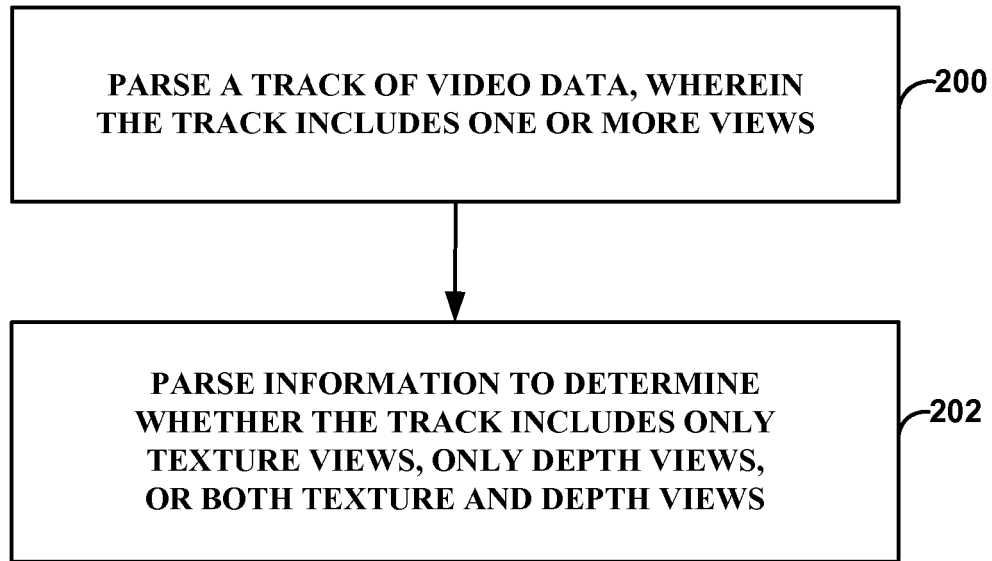 PARSE A TRACK OF VIDEO DATA, WHEREIN
THE TRACK INCLUDES ONE OR MORE VIEWS
200
PARSE INFORMATION TO DETERMINE
WHETHER THE TRACK INCLUDES ONLY
TEXTURE VIEWS, ONLY DEPTH VIEWS,
OR BOTH TEXTURE AND DEPTH VIEWS
202